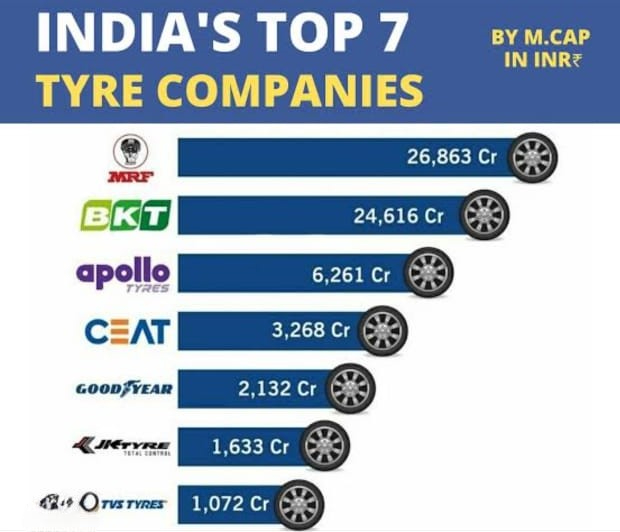 INDIA'S TOP 7
TYRE COMPANIES
BY M.CAP
IN INR₹
MRF
26,863 Cr
BKT
24,616 Cr
apollo
TYRES
6,261 Cr
CEAT
3,268 Cr
GOODYEAR
2,132 Cr
JKTYRE
TOTAL CONTROL
1,633 Cr
TVS TYRES
1,072 Cr